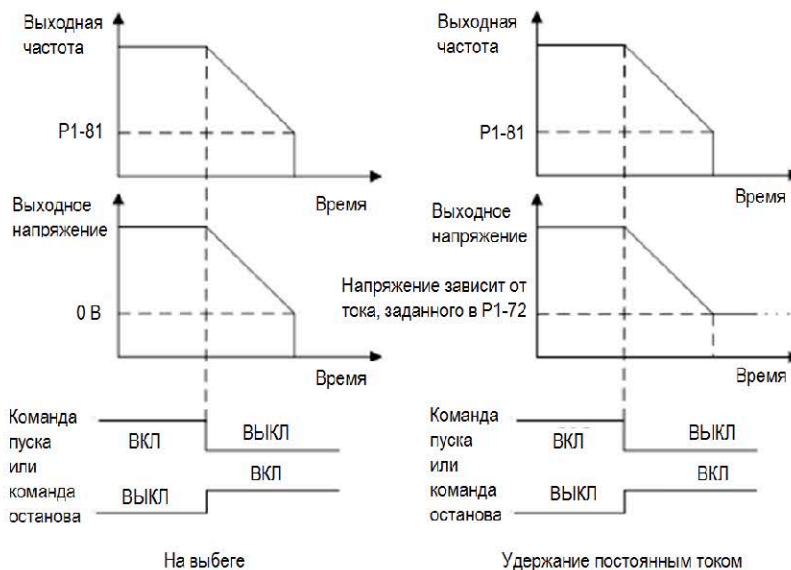 Выходная
частота
P1-81
Время
Выходное
напряжение
0 В
Время
Команда
пуска
или
команда
останова
ВКЛ
ВЫКЛ
ВЫКЛ
ВКЛ
На выбеге
Выходная
частота
P1-81
Время
Выходное
напряжение
Напряжение зависит от
тока, заданного в P1-72
Время
Команда
пуска
или
команда
останова
ВКЛ
ВЫКЛ
ВЫКЛ
ВКЛ
Удержание постоянным током